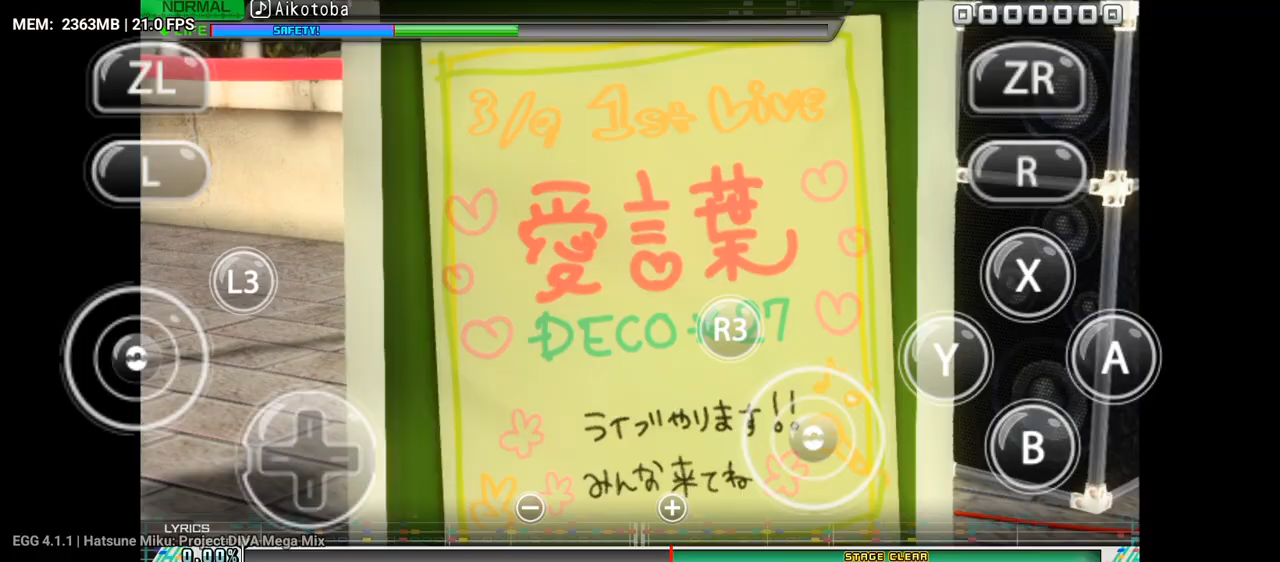 NORMAL
♪ Aikotoba
MEM: 2363MB | 21.0 FPS
LIFE
SAFETY!
ZL
ZR
L
R
L3
R3
X
Y
A
B
3/9 1st Live
愛言葉
DECO*27
ライブやります!!
みんな来てね
−
+
LYRICS
EGG 4.1.1 | Hatsune Miku: Project DIVA Mega Mix
0.00%
STAGE CLEAR